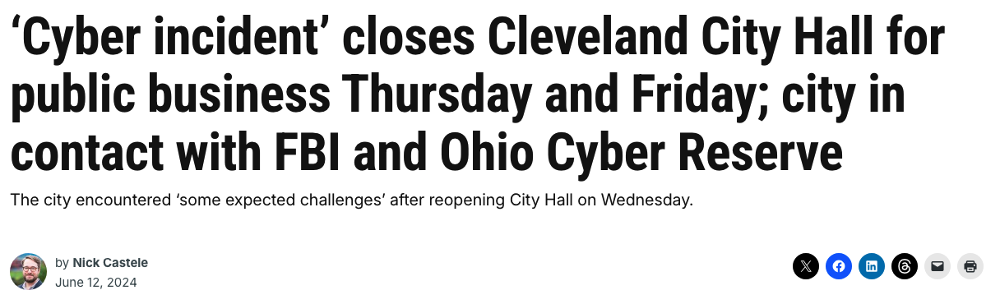 ‘Cyber incident’ closes Cleveland City Hall for
public business Thursday and Friday; city in
contact with FBI and Ohio Cyber Reserve
The city encountered ‘some expected challenges’ after reopening City Hall on Wednesday.
by Nick Castele
June 12, 2024